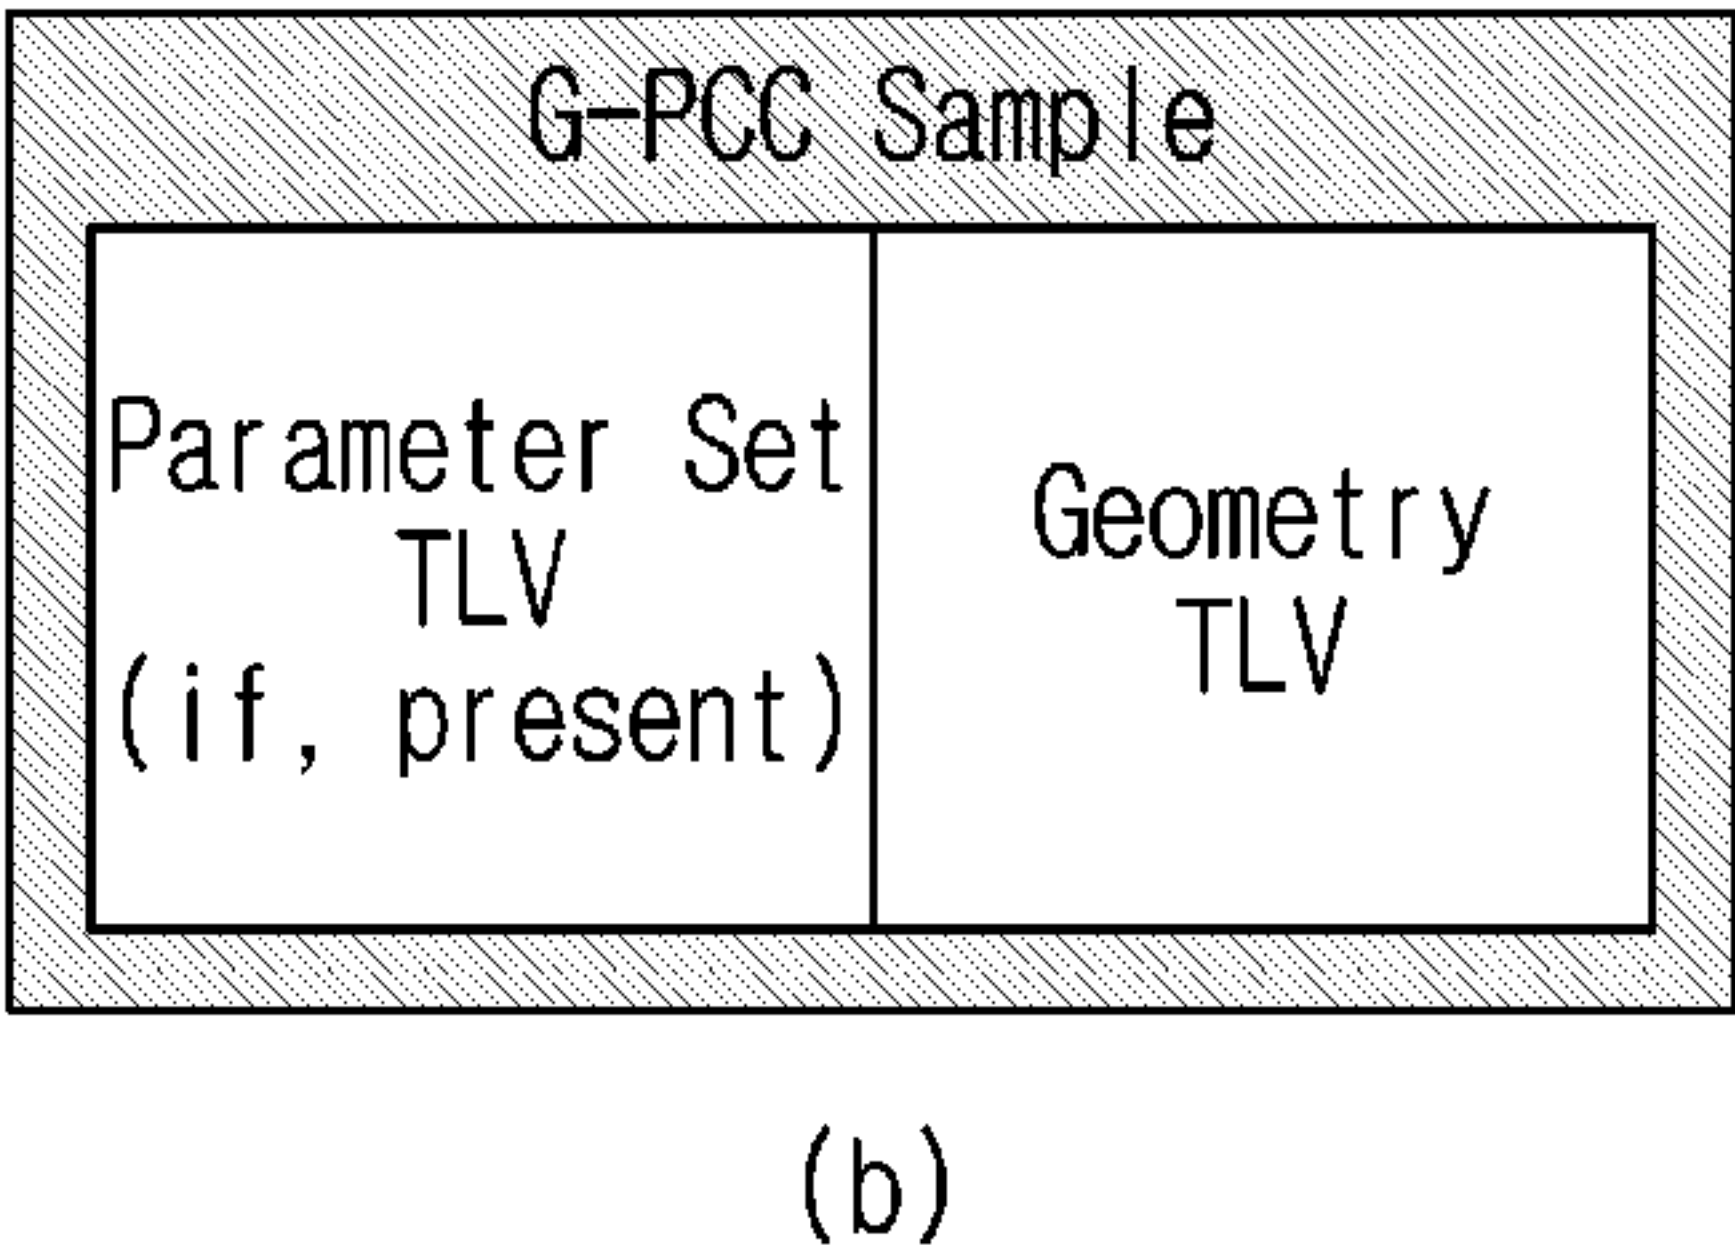 G-PCC Sample
Parameter Set
TLV
(if, present)
Geometry
TLV
(b)